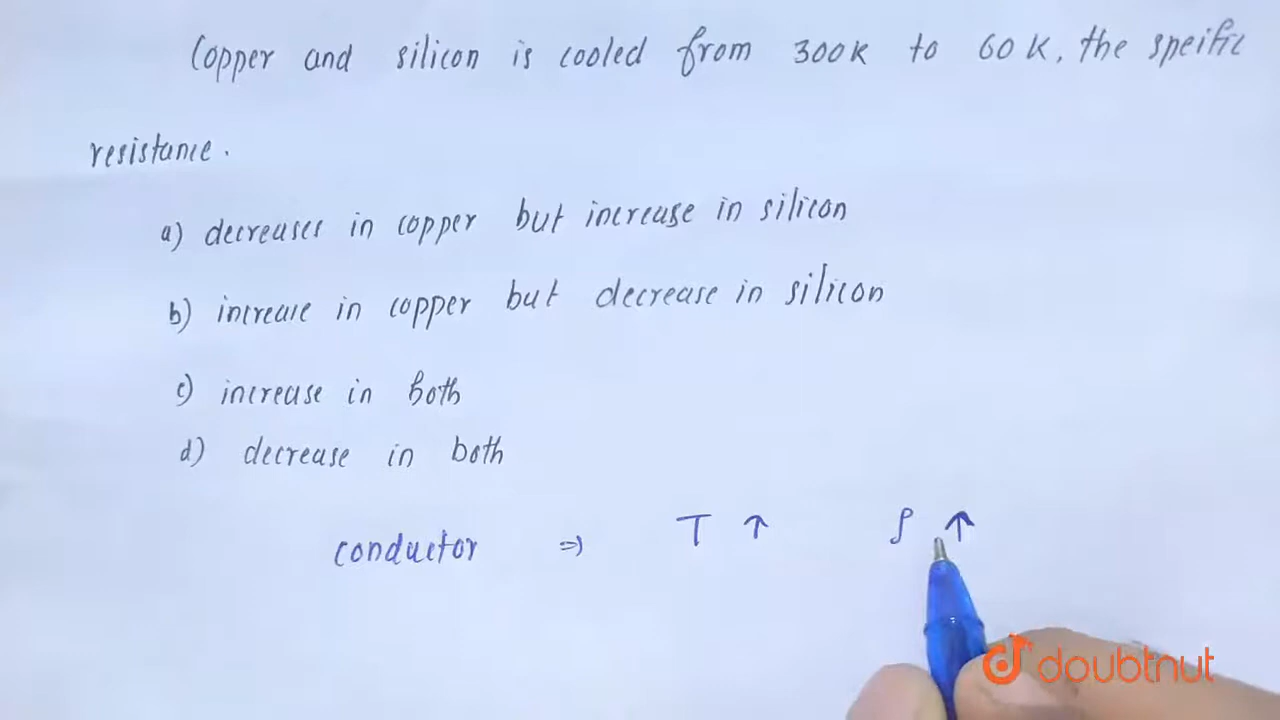 Copper and silicon is cooled from 300K to 60K, the speific
resistance.
a) decreases in copper but increase in silicon
b) increase in copper but decrease in silicon
c) increase in both
d) decrease in both
conductor ⇒ T ↑ ρ ↑
doubtnut